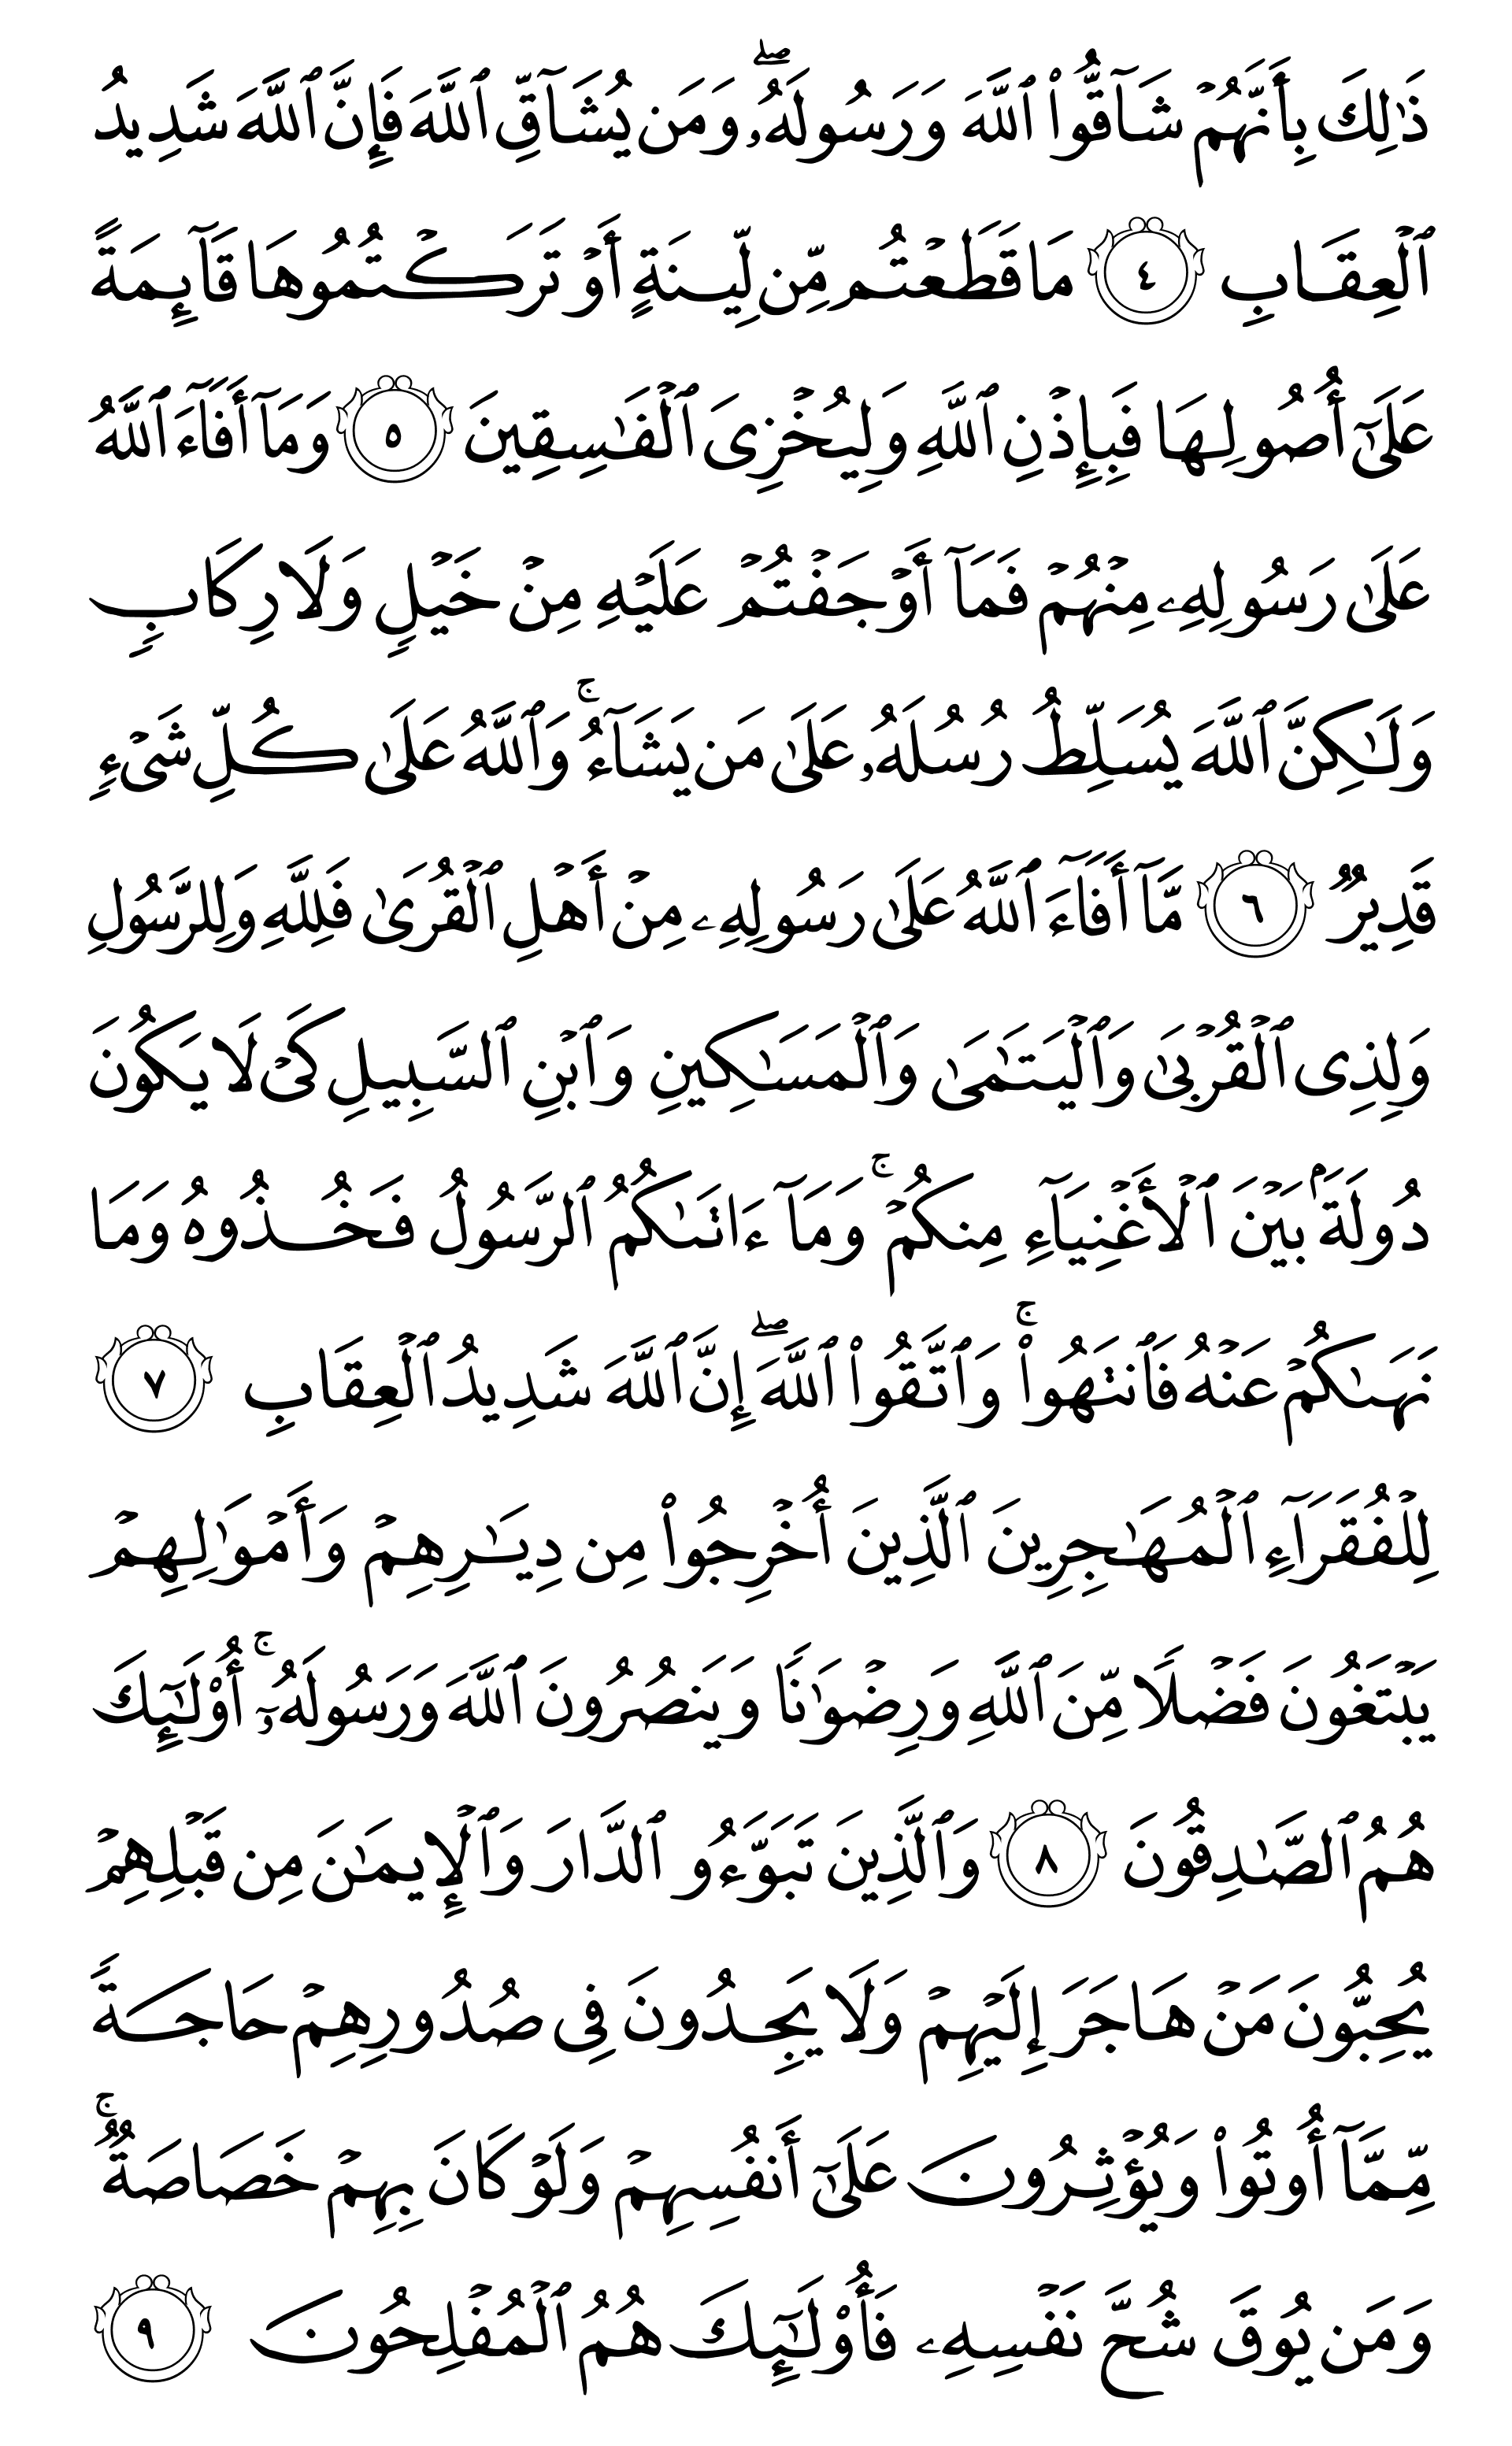 ذَٰلِكَ بِأَنَّهُمۡ شَآقُّواْ ٱللَّهَ وَرَسُولَهُۥۖ وَمَن يُشَآقِّ ٱللَّهَ فَإِنَّ ٱللَّهَ شَدِيدُ
ٱلۡعِقَابِ ٤ مَا قَطَعۡتُم مِّن لِّينَةٍ أَوۡ تَرَكۡتُمُوهَا قَآئِمَةً
عَلَىٰٓ أُصُولِهَا فَبِإِذۡنِ ٱللَّهِ وَلِيُخۡزِيَ ٱلۡفَٰسِقِينَ ٥ وَمَآ أَفَآءَ ٱللَّهُ
عَلَىٰ رَسُولِهِۦ مِنۡهُمۡ فَمَآ أَوۡجَفۡتُمۡ عَلَيۡهِ مِنۡ خَيۡلٍ وَلَا رِكَابٍ
وَلَٰكِنَّ ٱللَّهَ يُسَلِّطُ رُسُلَهُۥ عَلَىٰ مَن يَشَآءُۚ وَٱللَّهُ عَلَىٰ كُلِّ شَيۡءٍ
قَدِيرٌ ٦ مَّآ أَفَآءَ ٱللَّهُ عَلَىٰ رَسُولِهِۦ مِنۡ أَهۡلِ ٱلۡقُرَىٰ فَلِلَّهِ وَلِلرَّسُولِ
وَلِذِي ٱلۡقُرۡبَىٰ وَٱلۡيَتَٰمَىٰ وَٱلۡمَسَٰكِينِ وَٱبۡنِ ٱلسَّبِيلِ كَيۡ لَا يَكُونَ
دُولَةَۢ بَيۡنَ ٱلۡأَغۡنِيَآءِ مِنكُمۡۚ وَمَآ ءَاتَىٰكُمُ ٱلرَّسُولُ فَخُذُوهُ وَمَا
نَهَىٰكُمۡ عَنۡهُ فَٱنتَهُواْۚ وَٱتَّقُواْ ٱللَّهَۖ إِنَّ ٱللَّهَ شَدِيدُ ٱلۡعِقَابِ ٧
لِلۡفُقَرَآءِ ٱلۡمُهَٰجِرِينَ ٱلَّذِينَ أُخۡرِجُواْ مِن دِيَٰرِهِمۡ وَأَمۡوَٰلِهِمۡ
يَبۡتَغُونَ فَضۡلًا مِّنَ ٱللَّهِ وَرِضۡوَٰنًا وَيَنصُرُونَ ٱللَّهَ وَرَسُولَهُۥٓۚ أُوْلَٰٓئِكَ
هُمُ ٱلصَّٰدِقُونَ ٨ وَٱلَّذِينَ تَبَوَّءُو ٱلدَّارَ وَٱلۡإِيمَٰنَ مِن قَبۡلِهِمۡ
يُحِبُّونَ مَنۡ هَاجَرَ إِلَيۡهِمۡ وَلَا يَجِدُونَ فِي صُدُورِهِمۡ حَاجَةً
مِّمَّآ أُوتُواْ وَيُؤۡثِرُونَ عَلَىٰٓ أَنفُسِهِمۡ وَلَوۡ كَانَ بِهِمۡ خَصَاصَةٌۚ
وَمَن يُوقَ شُحَّ نَفۡسِهِۦ فَأُوْلَٰٓئِكَ هُمُ ٱلۡمُفۡلِحُونَ ٩